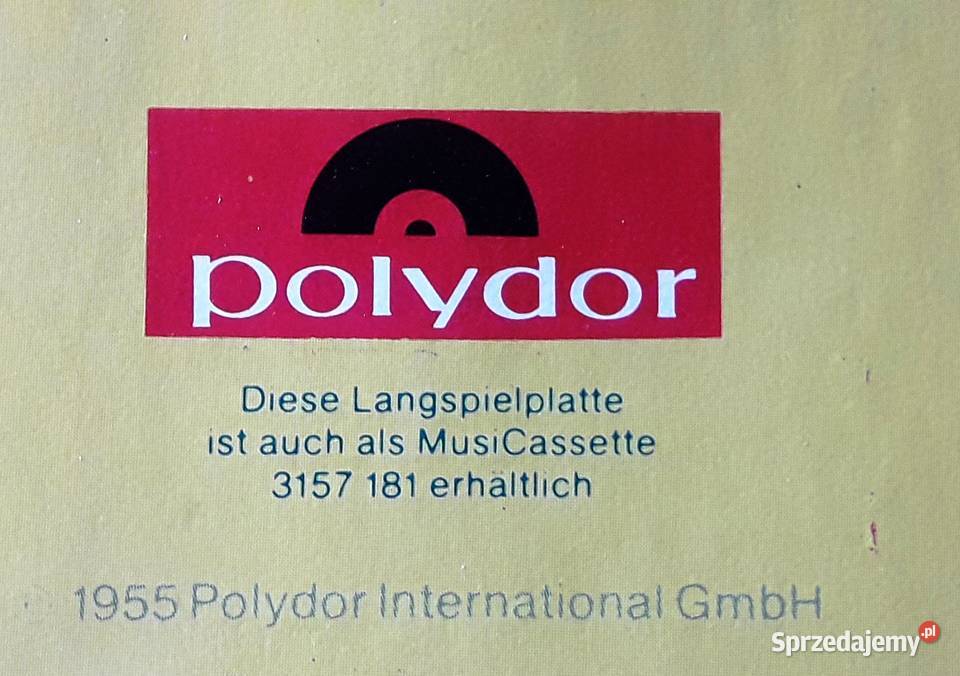 polydor
Diese Langspielplatte
ist auch als MusiCassette
3157 181 erhältlich
1955 Polydor International GmbH
Sprzedajemy.pl